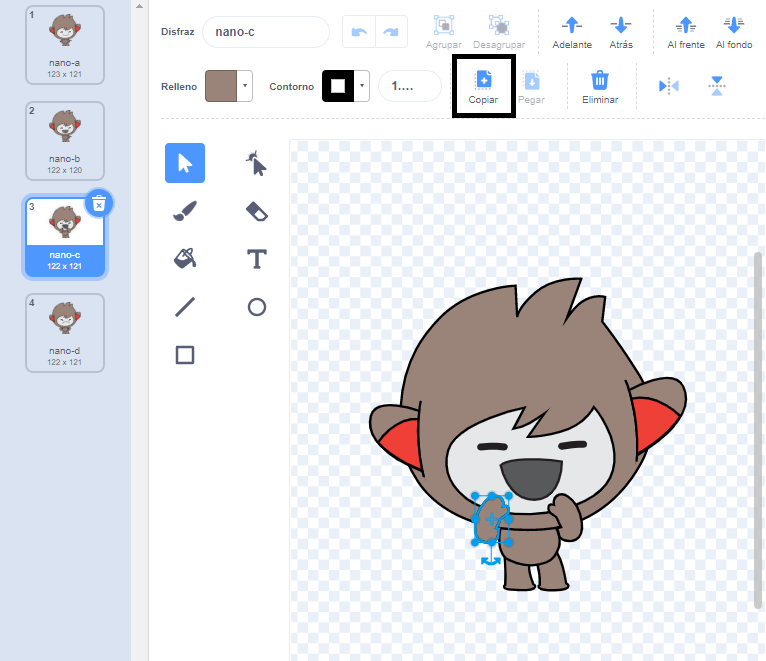 1
nano-a
123 x 121
2
nano-b
122 x 120
3
nano-c
122 x 121
4
nano-d
122 x 121
Disfraz nano-c
Agrupar Desagrupar Adelante Atrás Al frente Al fondo
Relleno Contorno 1....
Copiar Pegar Eliminar
T